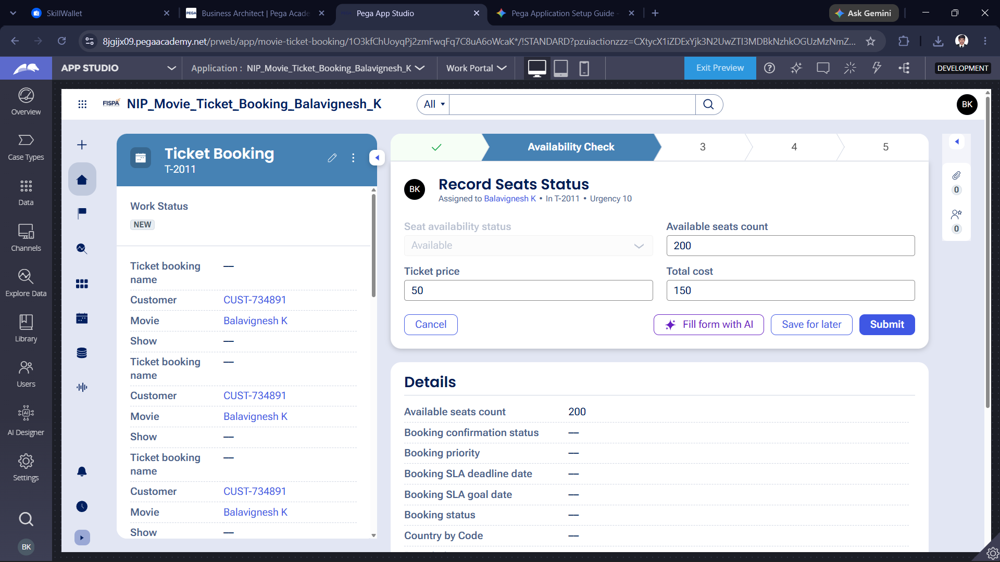 SkillWallet
PEGA
Business Architect | Pega Acade
Pega App Studio
Pega Application Setup Guide -
Ask Gemini
8jgijx09.pegaacademy.net/prweb/app/movie-ticket-booking/1O3kfChUoyqPj2zmFwqFq7C8uA6oWcaK*/!STANDARD?pzuiactionzzz=CXtycX1iZDExYjk3N2UwZTI3MDBkNzhkOGUzMzNmZ...
APP STUDIO
Application : NIP_Movie_Ticket_Booking_Balavignesh_K
Work Portal
Exit Preview
DEVELOPMENT
Overview
Case Types
Data
Channels
Explore Data
Library
Users
AI
AI Designer
Settings
BK
FISPA
NIP_Movie_Ticket_Booking_Balavignesh_K
All
BK
Ticket Booking
T-2011
Work Status
NEW
Ticket booking name —
Customer CUST-734891
Movie Balavignesh K
Show —
Ticket booking name —
Customer CUST-734891
Movie Balavignesh K
Show —
Ticket booking name —
Customer CUST-734891
Movie Balavignesh K
Show —
Availability Check
3
4
5
BK
Record Seats Status
Assigned to Balavignesh K • In T-2011 • Urgency 10
Seat availability status
Available
Available seats count
200
Ticket price
50
Total cost
150
Cancel
Fill form with AI
Save for later
Submit
0
0
Details
Available seats count 200
Booking confirmation status —
Booking priority —
Booking SLA deadline date —
Booking SLA goal date —
Booking status —
Country by Code —